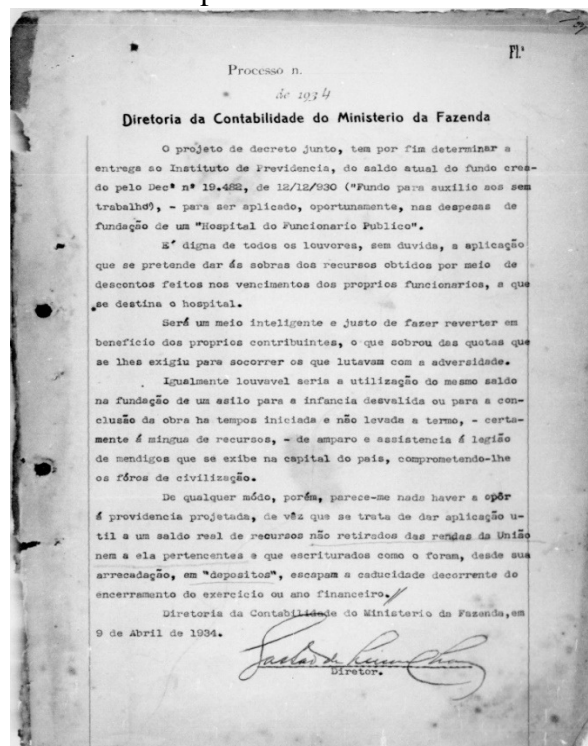 Fl.ª
Processo n.
de 1934
Diretoria da Contabilidade do Ministerio da Fazenda
O projeto de decreto junto, tem por fim determinar a
entrega ao Instituto de Previdencia, do saldo atual do fundo crea-
do pelo Decº nº 19.482, de 12/12/930 ("Fundo para auxilio aos sem
trabalho), - para ser aplicado, oportunamente, nas despesas de
fundação de um "Hospital do Funcionario Publico".
E´ digna de todos os louvores, sem duvida, a aplicação
que se pretende dar ás sobras dos recursos obtidos por meio de
descontos feitos nos vencimentos dos proprios funcionarios, a que
se destina o hospital.
Será um meio inteligente e justo de fazer reverter em
beneficio dos proprios contribuintes, o que sobrou das quotas que
se lhes exigiu para socorrer os que lutavam com a adversidade.
Igualmente louvavel seria a utilização do mesmo saldo
na fundação de um asilo para a infancia desvalida ou para a con-
clusão da obra ha tempos iniciada e não levada a termo, - certa-
mente á mingua de recursos, - de amparo e assistencia á legião
de mendigos que se exibe na capital do pais, comprometendo-lhe
os fóros de civilização.
De qualquer módo, porém, parece-me nada haver a opôr
á providencia projetada, de vêz que se trata de dar aplicação u-
til a um saldo real de recursos não retirados das rendas da União
nem a ela pertencentes e que escriturados como o foram, desde sua
arrecadação, em "depositos", escapam a caducidade decorrente do
encerramento do exercicio ou ano financeiro.
Diretoria da Contabilidade do Ministerio da Fazenda, em
9 de Abril de 1934.
Diretor.